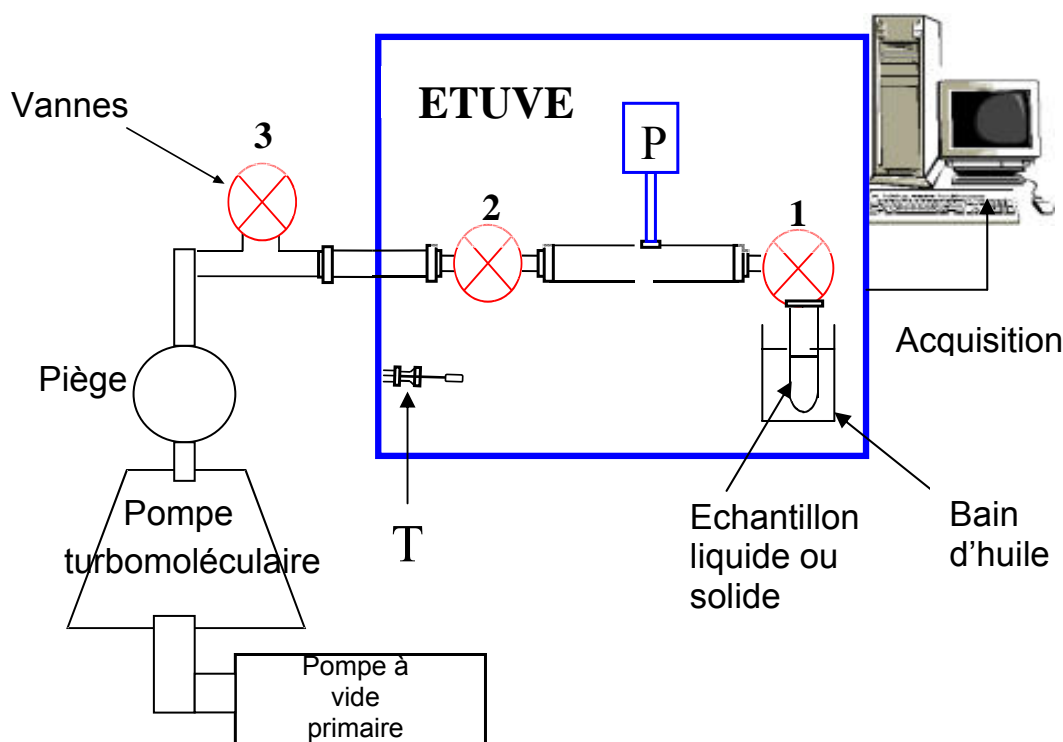 Vannes
3
ETUVE
P
2
1
Acquisition
Piège
T
Pompe
turbomoléculaire
Echantillon
liquide ou
solide
Bain
d’huile
Pompe à
vide
primaire